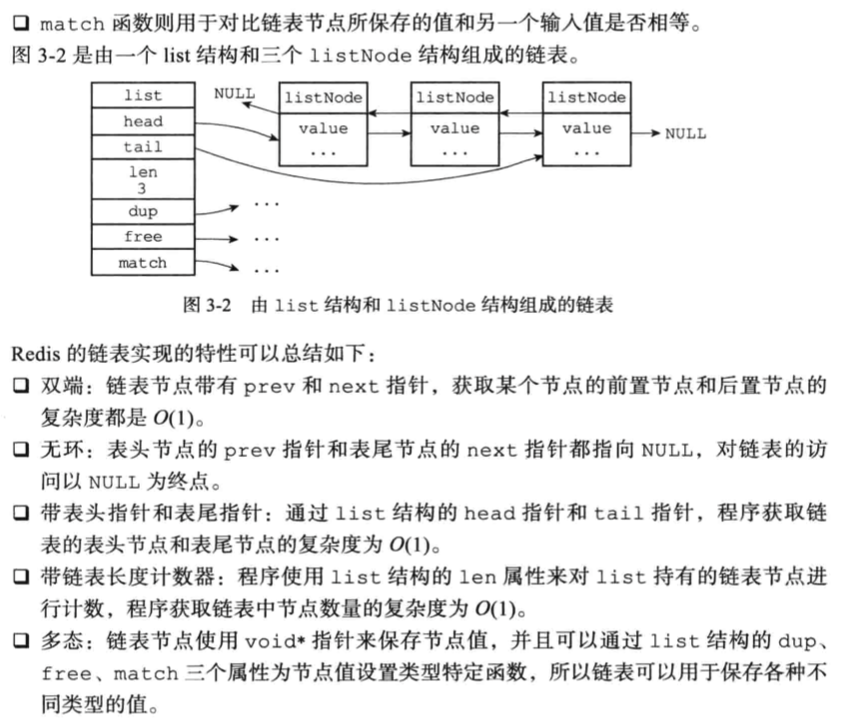 ❑ match 函数则用于对比链表节点所保存的值和另一个输入值是否相等。
图 3-2 是由一个 list 结构和三个 listNode 结构组成的链表。
list
head
tail
len
3
dup
free
match
NULL
listNode
value
...
listNode
value
...
listNode
value
...
NULL
...
...
...
图 3-2 由 list 结构和 listNode 结构组成的链表
Redis 的链表实现的特性可以总结如下：
❑ 双端：链表节点带有 prev 和 next 指针，获取某个节点的前置节点和后置节点的
复杂度都是 O(1)。
❑ 无环：表头节点的 prev 指针和表尾节点的 next 指针都指向 NULL，对链表的访
问以 NULL 为终点。
❑ 带表头指针和表尾指针：通过 list 结构的 head 指针和 tail 指针，程序获取链
表的表头节点和表尾节点的复杂度为 O(1)。
❑ 带链表长度计数器：程序使用 list 结构的 len 属性来对 list 持有的链表节点进
行计数，程序获取链表中节点数量的复杂度为 O(1)。
❑ 多态：链表节点使用 void* 指针来保存节点值，并且可以通过 list 结构的 dup、
free、match 三个属性为节点值设置类型特定函数，所以链表可以用于保存各种不
同类型的值。